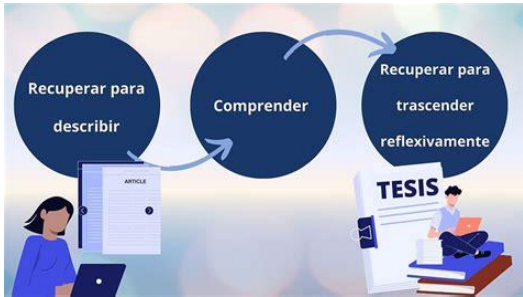 Recuperar para
describir
Comprender
Recuperar para
trascender
reflexivamente
ARTICLE
TESIS